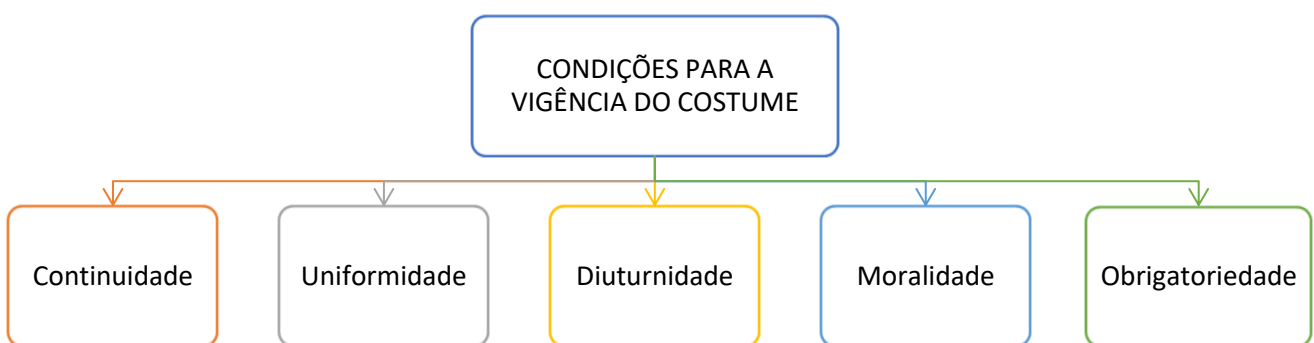 CONDIÇÕES PARA A
VIGÊNCIA DO COSTUME
Continuidade
Uniformidade
Diuturnidade
Moralidade
Obrigatoriedade